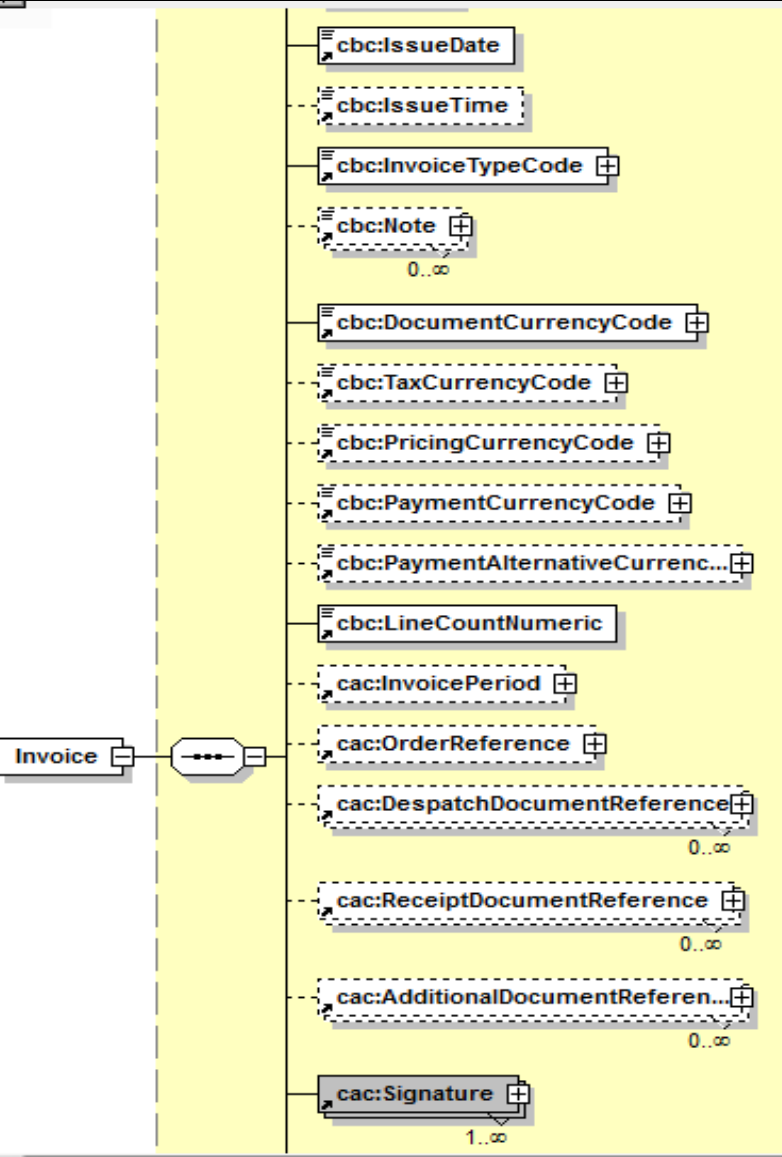 cbc:IssueDate
cbc:IssueTime
cbc:InvoiceTypeCode
cbc:Note
0..∞
cbc:DocumentCurrencyCode
cbc:TaxCurrencyCode
cbc:PricingCurrencyCode
cbc:PaymentCurrencyCode
cbc:PaymentAlternativeCurrenc...
cbc:LineCountNumeric
cac:InvoicePeriod
cac:OrderReference
Invoice
cac:DespatchDocumentReference
0..∞
cac:ReceiptDocumentReference
0..∞
cac:AdditionalDocumentReferen...
0..∞
cac:Signature
1..∞